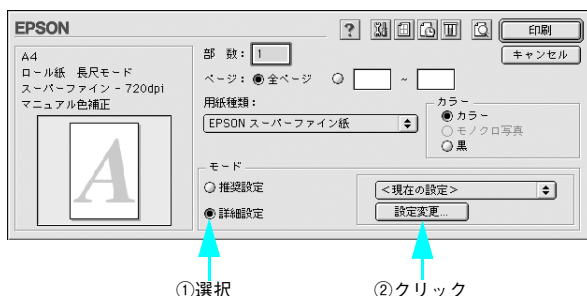 EPSON
?
印刷
キャンセル
A4
ロール紙 長尺モード
スーパーファイン - 720dpi
マニュアル色補正
A
部 数: 1
ページ: 全ページ ~
用紙種類:
EPSON スーパーファイン紙
カラー
カラー
モノクロ写真
黒
モード
推奨設定
詳細設定
<現在の設定>
設定変更...
①選択
②クリック